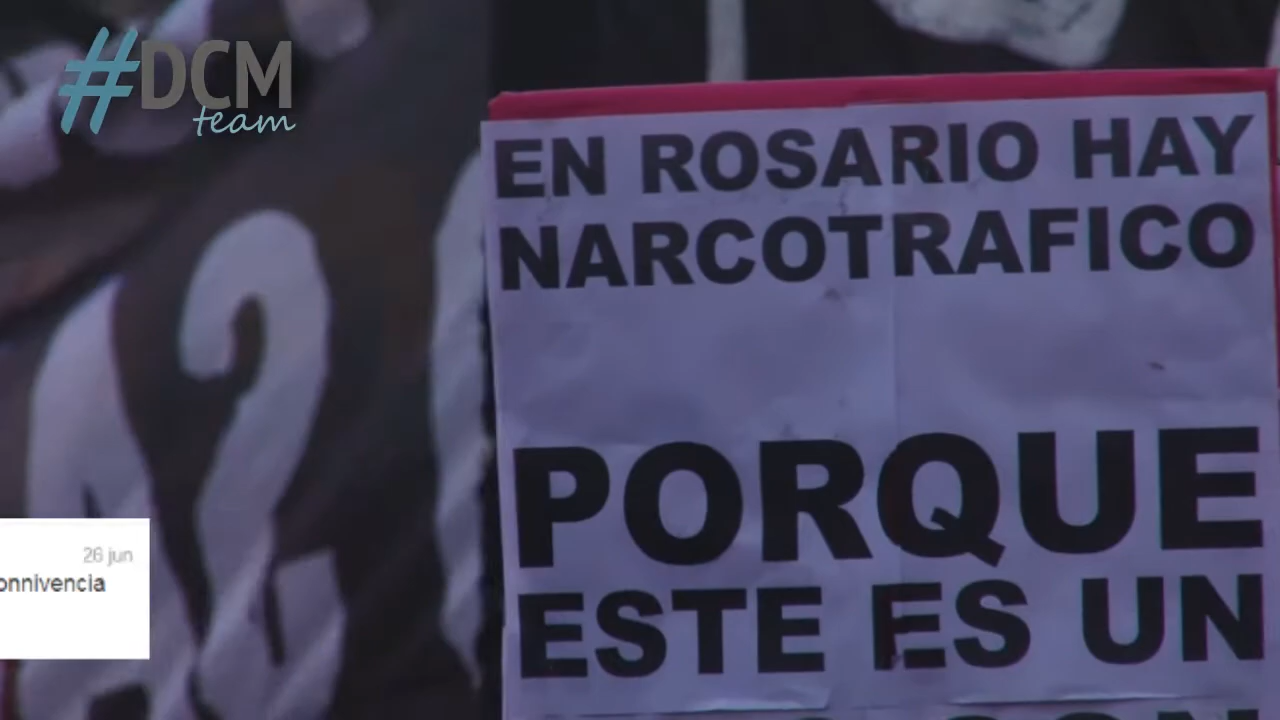 #DCM
team
EN ROSARIO HAY
NARCOTRAFICO
PORQUE
ESTE ES UN
26 jun
onnivencia